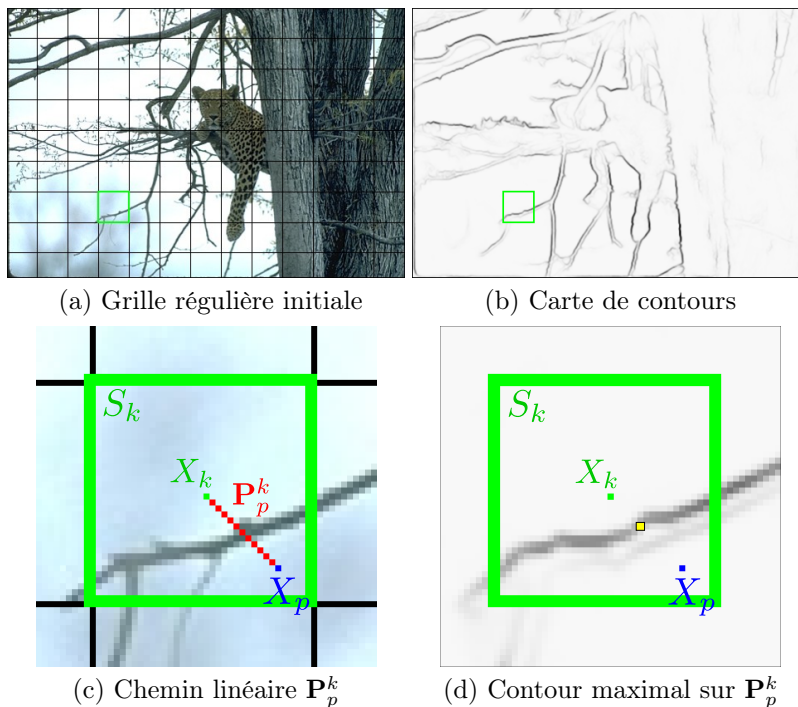 (a) Grille régulière initiale
(b) Carte de contours
S_k
X_k
P_p^k
X_p
S_k
X_k
X_p
(c) Chemin linéaire P_p^k
(d) Contour maximal sur P_p^k